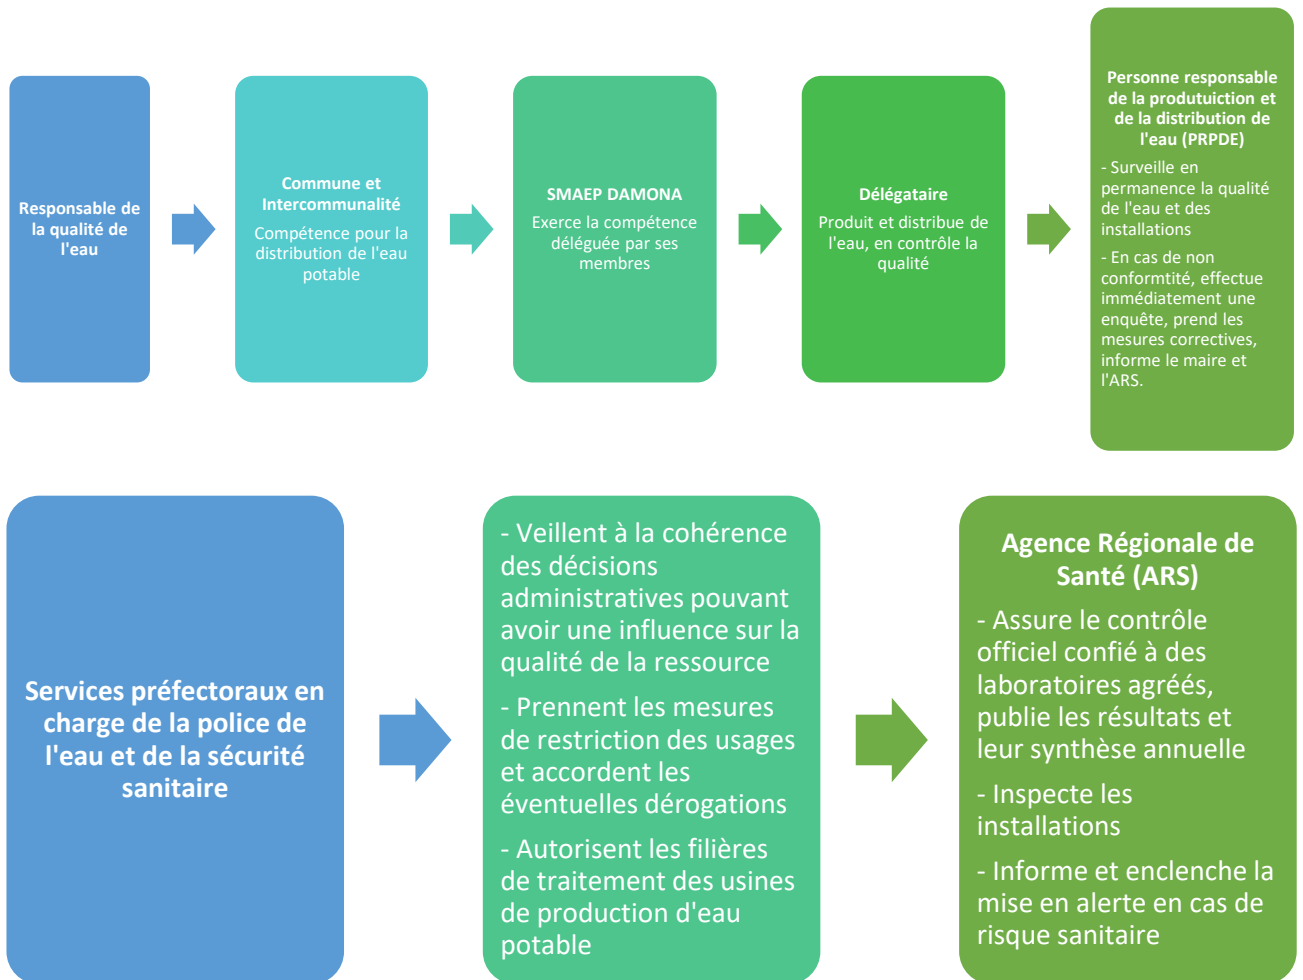 Responsable de
la qualité de
l'eau
Commune et
Intercommunalité
Compétence pour la
distribution de l'eau
potable
SMAEP DAMONA
Exerce la compétence
déléguée par ses
membres
Délégataire
Produit et distribue de
l'eau, en contrôle la
qualité
Personne responsable
de la produtuiction et
de la distribution de
l'eau (PRPDE)
- Surveille en
permanence la qualité
de l'eau et des
installations
- En cas de non
conformtité, effectue
immédiatement une
enquête, prend les
mesures correctives,
informe le maire et
l'ARS.
Services préfectoraux en
charge de la police de
l'eau et de la sécurité
sanitaire
- Veillent à la cohérence
des décisions
administratives pouvant
avoir une influence sur la
qualité de la ressource
- Prennent les mesures
de restriction des usages
et accordent les
éventuelles dérogations
- Autorisent les filières
de traitement des usines
de production d'eau
potable
Agence Régionale de
Santé (ARS)
- Assure le contrôle
officiel confié à des
laboratoires agréés,
publie les résultats et
leur synthèse annuelle
- Inspecte les
installations
- Informe et enclenche la
mise en alerte en cas de
risque sanitaire